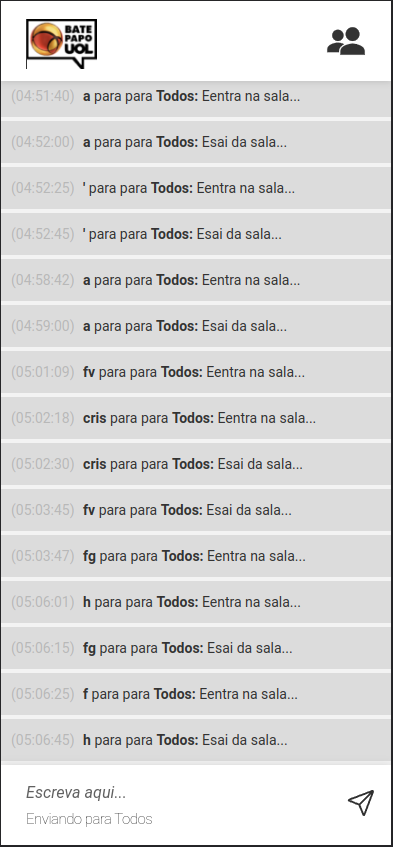 BATE
PAPO
UOL
(04:51:40) a para para Todos: Eentra na sala...
(04:52:00) a para para Todos: Esai da sala...
(04:52:25) ' para para Todos: Eentra na sala...
(04:52:45) ' para para Todos: Esai da sala...
(04:58:42) a para para Todos: Eentra na sala...
(04:59:00) a para para Todos: Esai da sala...
(05:01:09) fv para para Todos: Eentra na sala...
(05:02:18) cris para para Todos: Eentra na sala...
(05:02:30) cris para para Todos: Esai da sala...
(05:03:45) fv para para Todos: Esai da sala...
(05:03:47) fg para para Todos: Eentra na sala...
(05:06:01) h para para Todos: Eentra na sala...
(05:06:15) fg para para Todos: Esai da sala...
(05:06:25) f para para Todos: Eentra na sala...
(05:06:45) h para para Todos: Esai da sala...
Escreva aqui...
Enviando para Todos